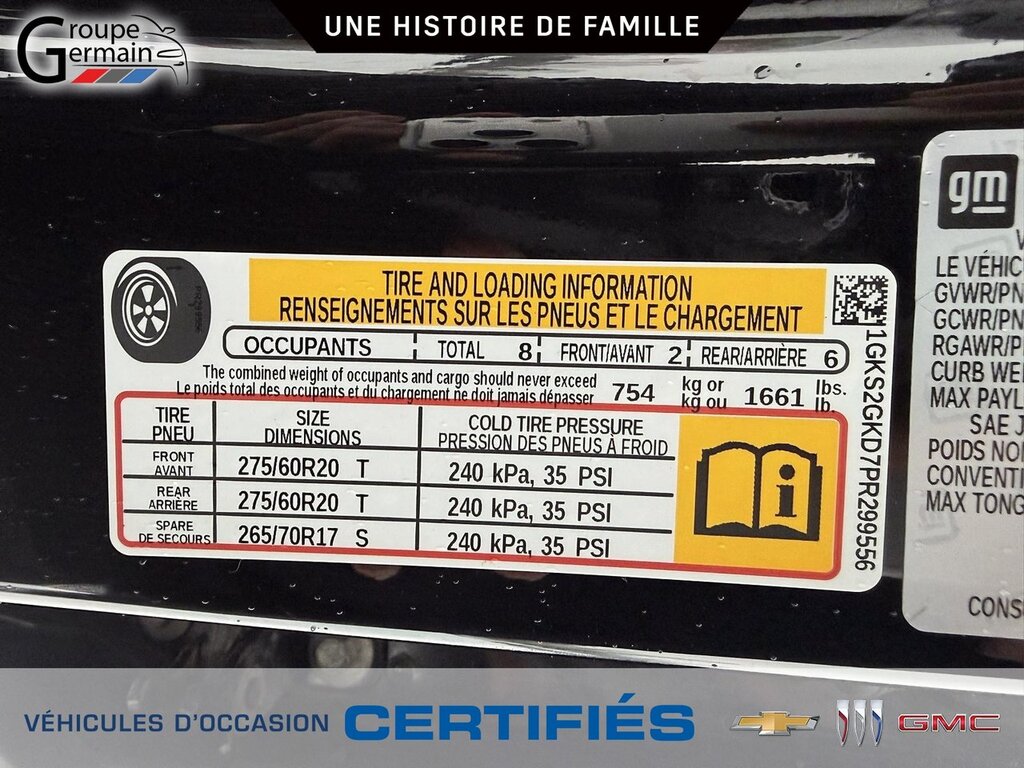 Groupe
Germain
UNE HISTOIRE DE FAMILLE
TIRE AND LOADING INFORMATION
RENSEIGNEMENTS SUR LES PNEUS ET LE CHARGEMENT
OCCUPANTS TOTAL 8 FRONT/AVANT 2 REAR/ARRIÈRE 6
The combined weight of occupants and cargo should never exceed 754 kg or 1661 lbs.
Le poids total des occupants et du chargement ne doit jamais dépasser kg ou lb.
TIRE SIZE COLD TIRE PRESSURE
PNEU DIMENSIONS PRESSION DES PNEUS À FROID
FRONT
AVANT 275/60R20 T 240 kPa, 35 PSI
REAR
ARRIÈRE 275/60R20 T 240 kPa, 35 PSI
SPARE
DE SECOURS 265/70R17 S 240 kPa, 35 PSI
1GKS2GKD7PR299556
gm
LE VÉHIC
GVWR/PN
GCWR/PN
RGAWR/P
CURB WEI
MAX PAYL
SAE J
POIDS NO
CONVENTI
MAX TONG
CONS
VÉHICULES D'OCCASION CERTIFIÉS GMC